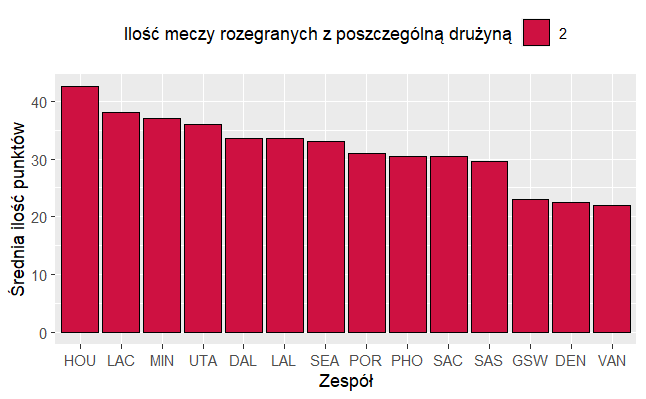 Ilość meczy rozegranych z poszczególną drużyną 2
Średnia ilość punktów
40
30
20
10
0
HOU LAC MIN UTA DAL LAL SEA POR PHO SAC SAS GSW DEN VAN
Zespół